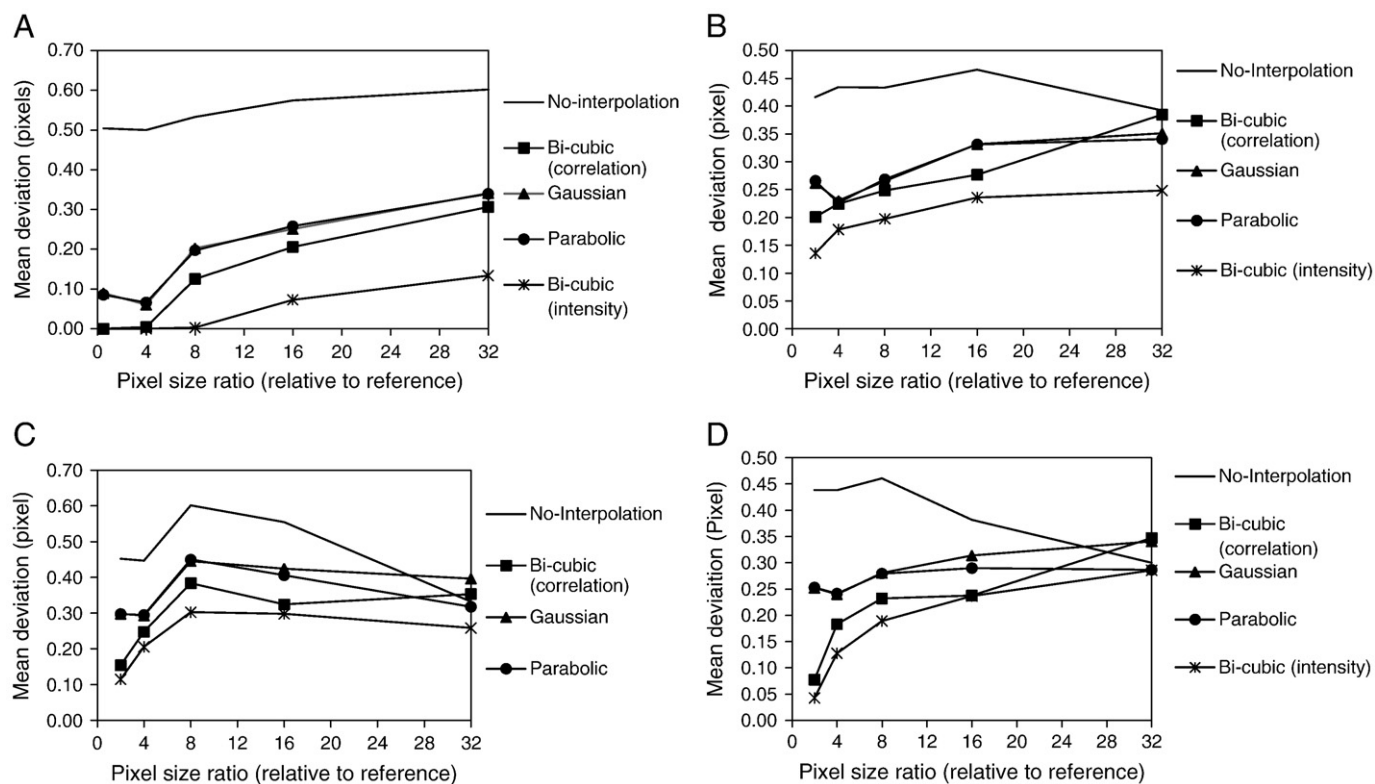 A
Mean deviation (pixels)
0.70
0.60
0.50
0.40
0.30
0.20
0.10
0.00
0 4 8 12 16 20 24 28 32
Pixel size ratio (relative to reference)
No-interpolation
Bi-cubic
(correlation)
Gaussian
Parabolic
Bi-cubic
(intensity)
B
Mean deviation (pixel)
0.50
0.45
0.40
0.35
0.30
0.25
0.20
0.15
0.10
0.05
0.00
0 4 8 12 16 20 24 28 32
Pixel size ratio (relative to reference)
No-Interpolation
Bi-cubic
(correlation)
Gaussian
Parabolic
Bi-cubic (intensity)
C
Mean deviation (pixel)
0.70
0.60
0.50
0.40
0.30
0.20
0.10
0.00
0 4 8 12 16 20 24 28 32
Pixel size ratio (relative to reference)
No-Interpolation
Bi-cubic
(correlation)
Gaussian
Parabolic
D
Mean deviation (Pixel)
0.50
0.45
0.40
0.35
0.30
0.25
0.20
0.15
0.10
0.05
0.00
0 4 8 12 16 20 24 28 32
Pixel size ratio (relative to reference)
No-Interpolation
Bi-cubic
(correlation)
Gaussian
Parabolic
Bi-cubic (intensity)